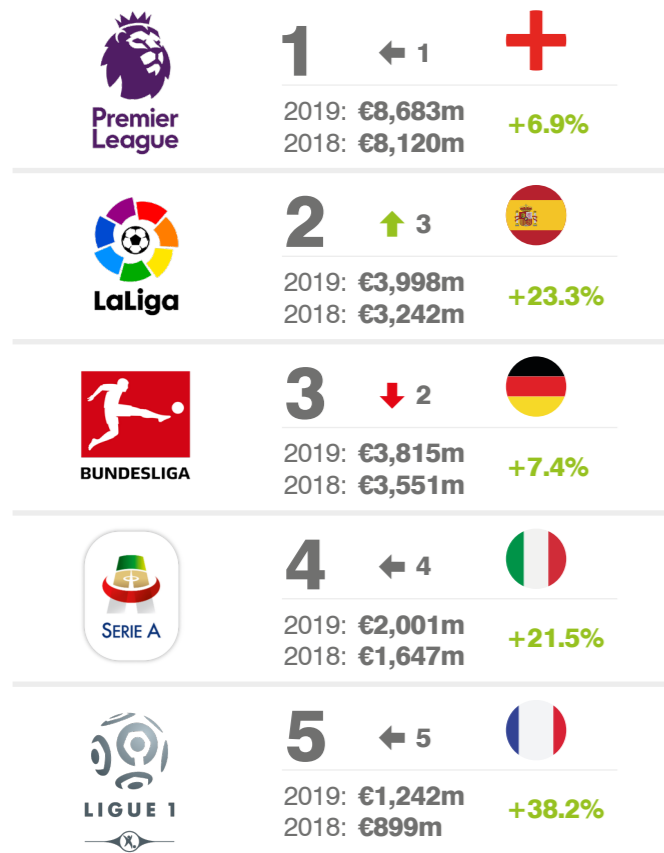 Premier
League
1 1
2019: €8,683m
2018: €8,120m
+6.9%
LaLiga
2 3
2019: €3,998m
2018: €3,242m
+23.3%
BUNDESLIGA
3 2
2019: €3,815m
2018: €3,551m
+7.4%
SERIE A
4 4
2019: €2,001m
2018: €1,647m
+21.5%
LIGUE 1
5 5
2019: €1,242m
2018: €899m
+38.2%